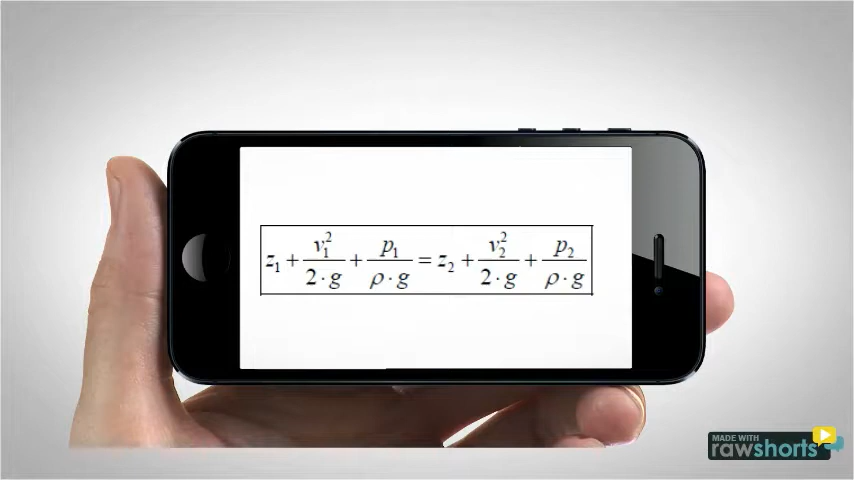 z₁ + v₁²/2·g + p₁/ρ·g = z₂ + v₂²/2·g + p₂/ρ·g
MADE WITH
rawshorts